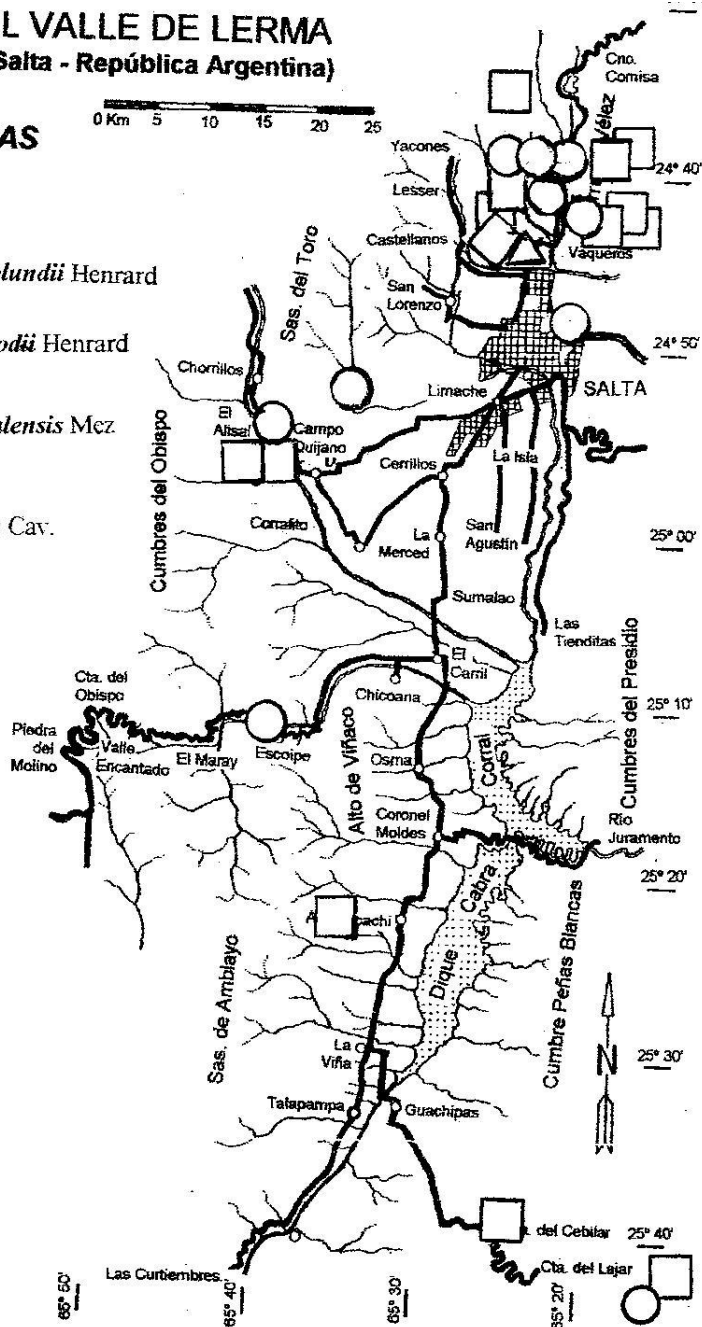 L VALLE DE LERMA
Salta - República Argentina)
0 Km 5 10 15 20 25
AS
Cno. Cornisa
Vélez
Yacones
24° 40'
Lesser
Castellanos
Vaqueros
lundii Henrard
Sas. del Toro
San Lorenzo
odii Henrard
24° 50'
Chorrillos
Limache
SALTA
El Alisal
Campo Quijano
alensis Mez
Cumbres del Obispo
Cerrillos
La Isla
Corralito
La Merced
San Agustín
Cav.
25° 00'
Sumalao
Las Tienditas
El Carril
Cta. del Obispo
Chicoana
25° 10'
Piedra del Molino
Valle Encantado
El Maray
Escoipe
Alto de Viñaco
Osma
Corral
Cumbres del Presidio
Coronel Moldes
Río Juramento
25° 20'
Cabra
A
achi
Dique
Sas. de Amblayo
Cumbre Peñas Blancas
La Viña
N
25° 30'
Talapampa
Guachipas
. del Cebilar
25° 40'
Las Curtiembres
Cta. del Lajar
65° 50'
65° 40'
65° 30'
65° 20'